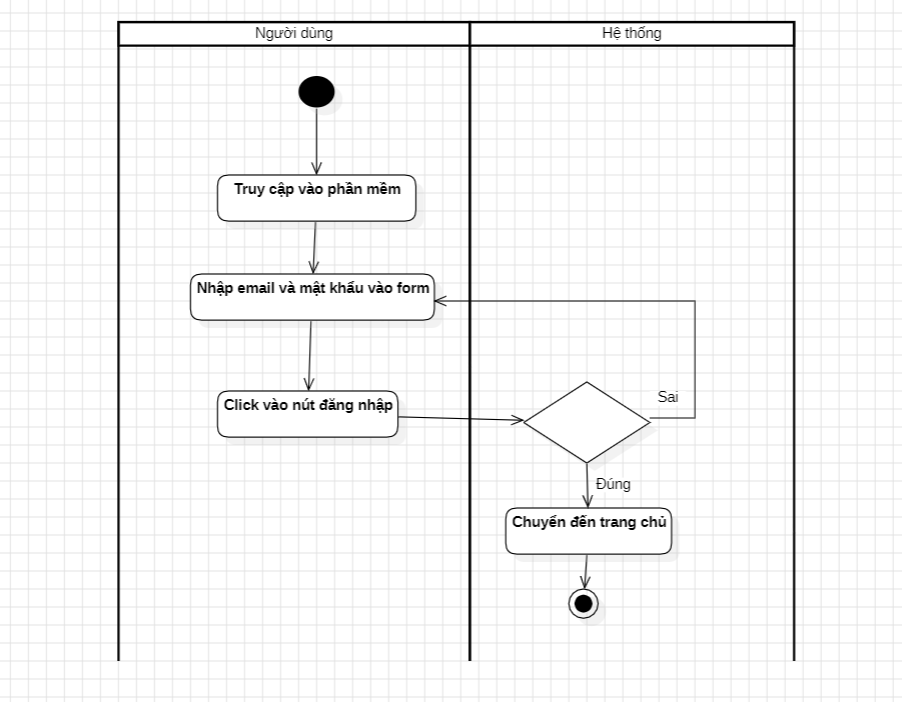 Người dùng
Hệ thống
Truy cập vào phần mềm
Nhập email và mật khẩu vào form
Click vào nút đăng nhập
Sai
Đúng
Chuyển đến trang chủ